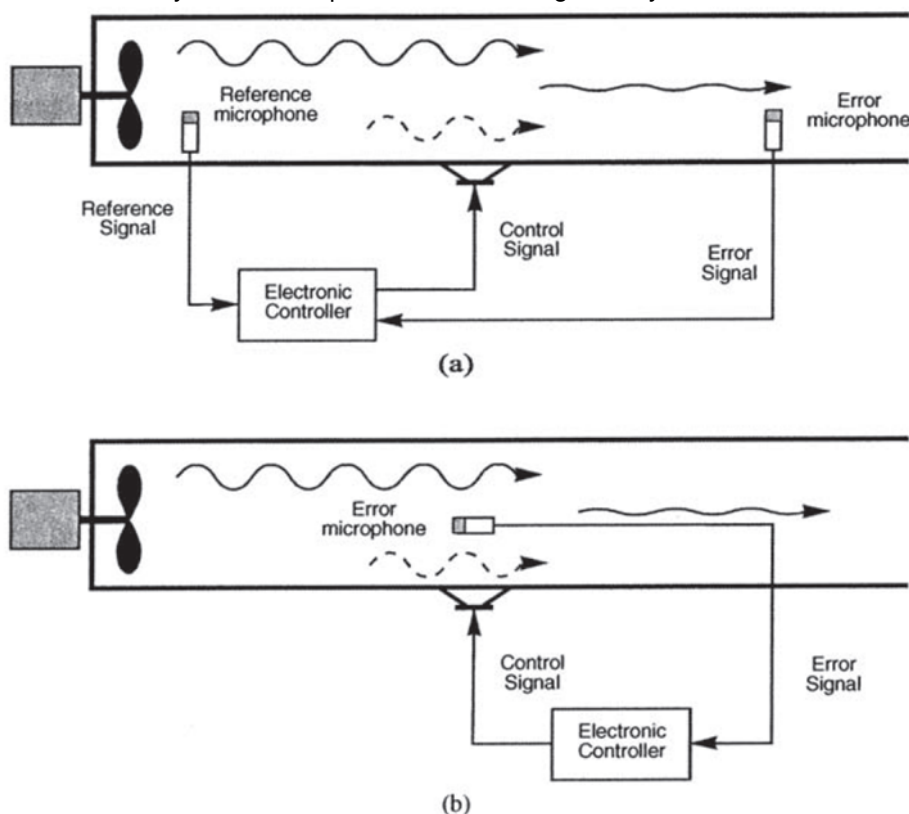 Reference
microphone
Error
microphone
Reference
Signal
Control
Signal
Error
Signal
Electronic
Controller
(a)
Error
microphone
Control
Signal
Error
Signal
Electronic
Controller
(b)